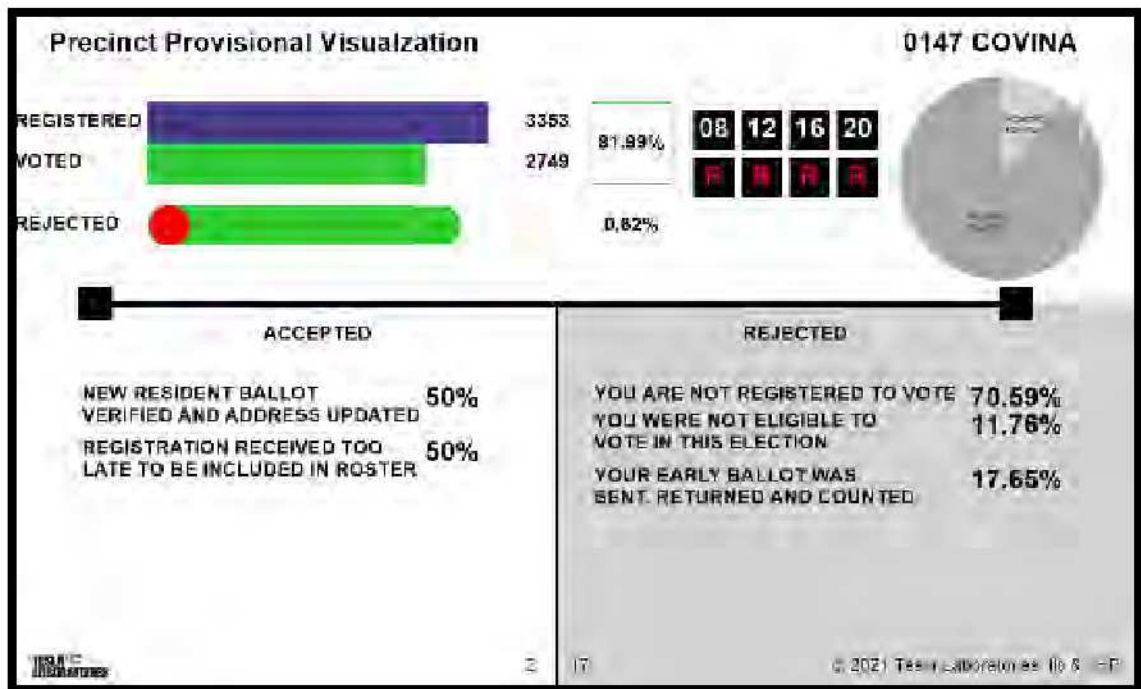 Precinct Provisional Visualzation
0147 COVINA
REGISTERED 3353
VOTED 2749
81.99%
08 12 16 20
R R R R
REJECTED
0.62%
ACCEPTED
NEW RESIDENT BALLOT
VERIFIED AND ADDRESS UPDATED 50%
REGISTRATION RECEIVED TOO
LATE TO BE INCLUDED IN ROSTER 50%
REJECTED
YOU ARE NOT REGISTERED TO VOTE 70.59%
YOU WERE NOT ELIGIBLE TO
VOTE IN THIS ELECTION 11.76%
YOUR EARLY BALLOT WAS
SENT, RETURNED AND COUNTED 17.65%
2 17
© 2021